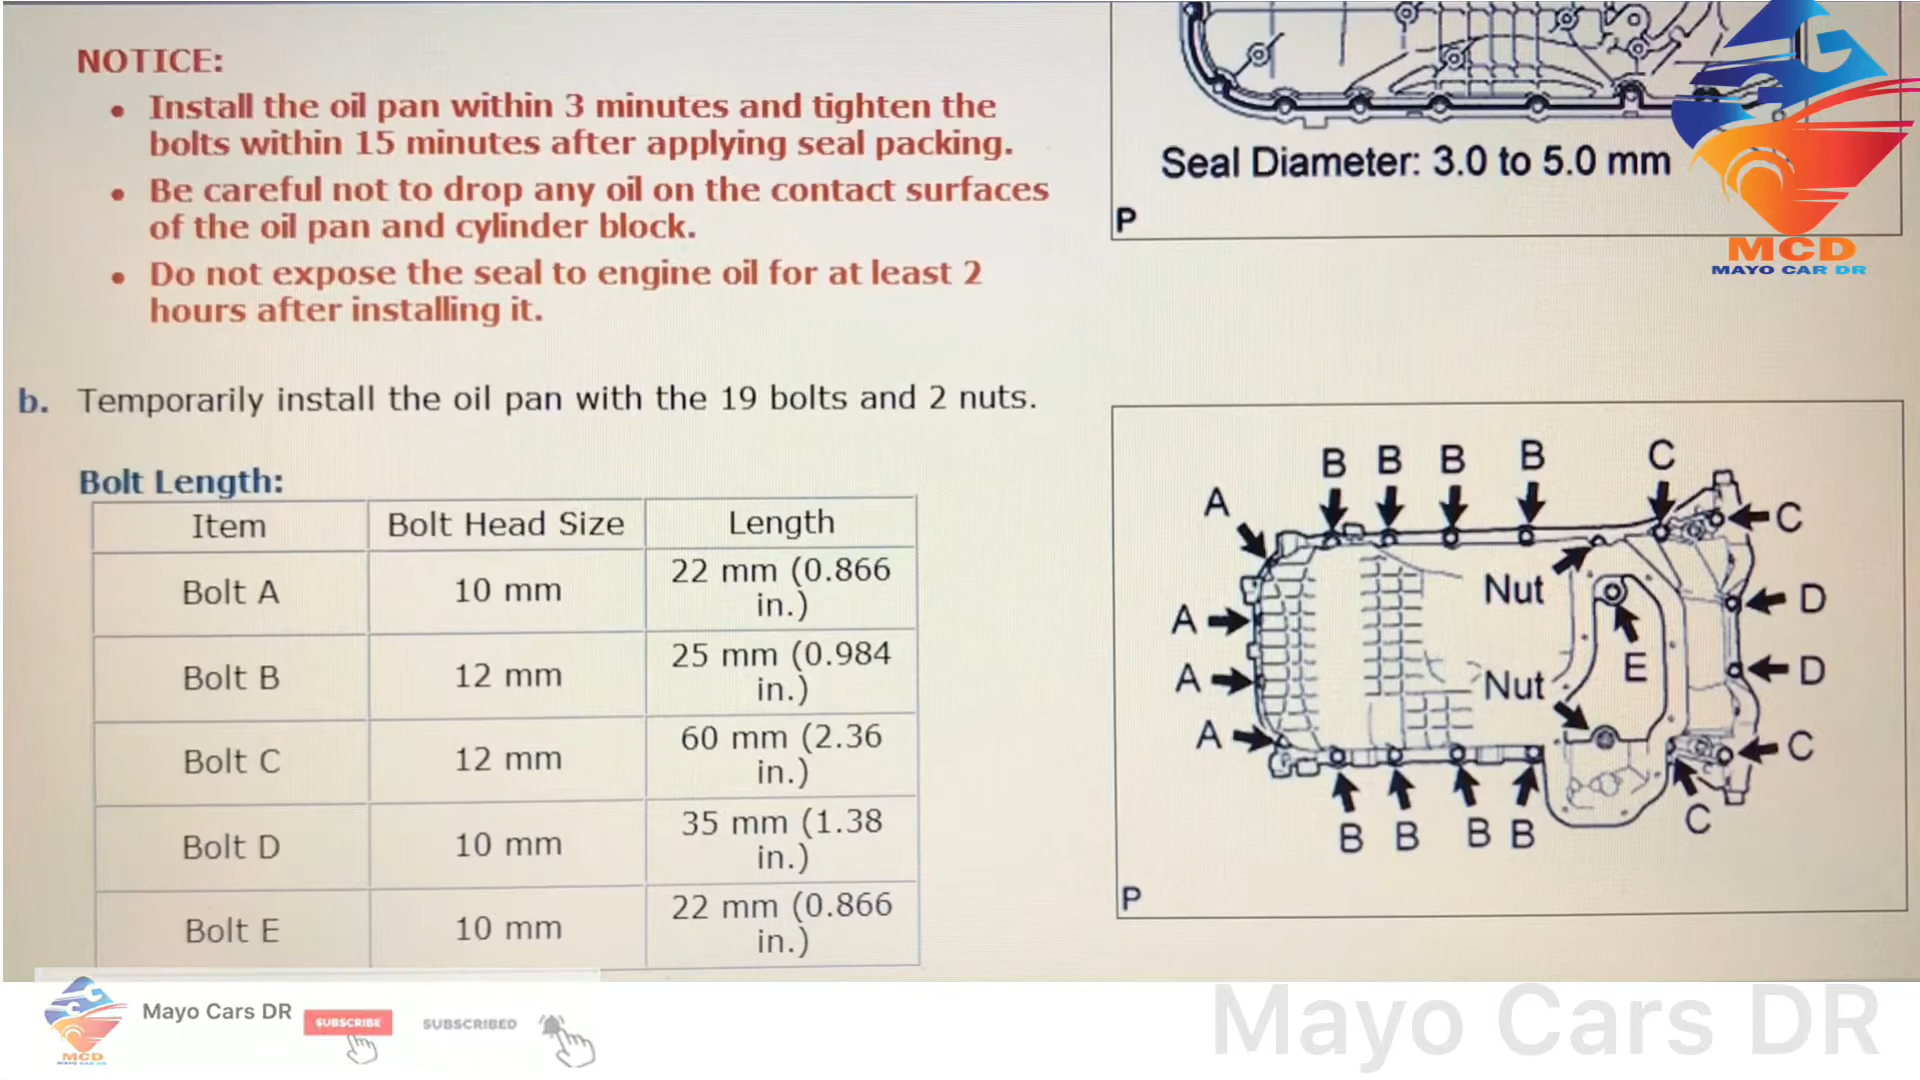 NOTICE:
• Install the oil pan within 3 minutes and tighten the
bolts within 15 minutes after applying seal packing.
• Be careful not to drop any oil on the contact surfaces
of the oil pan and cylinder block.
• Do not expose the seal to engine oil for at least 2
hours after installing it.
b. Temporarily install the oil pan with the 19 bolts and 2 nuts.
Bolt Length:
Item Bolt Head Size Length
Bolt A 10 mm 22 mm (0.866
in.)
Bolt B 12 mm 25 mm (0.984
in.)
Bolt C 12 mm 60 mm (2.36
in.)
Bolt D 10 mm 35 mm (1.38
in.)
Bolt E 10 mm 22 mm (0.866
in.)
Seal Diameter: 3.0 to 5.0 mm
P
MCD
MAYO CAR DR
B B B B C
A C
Nut D
A E
A Nut D
A C
B B B B C
P
Mayo Cars DR SUBSCRIBE SUBSCRIBED
MCD
MAYO CAR DR
Mayo Cars DR